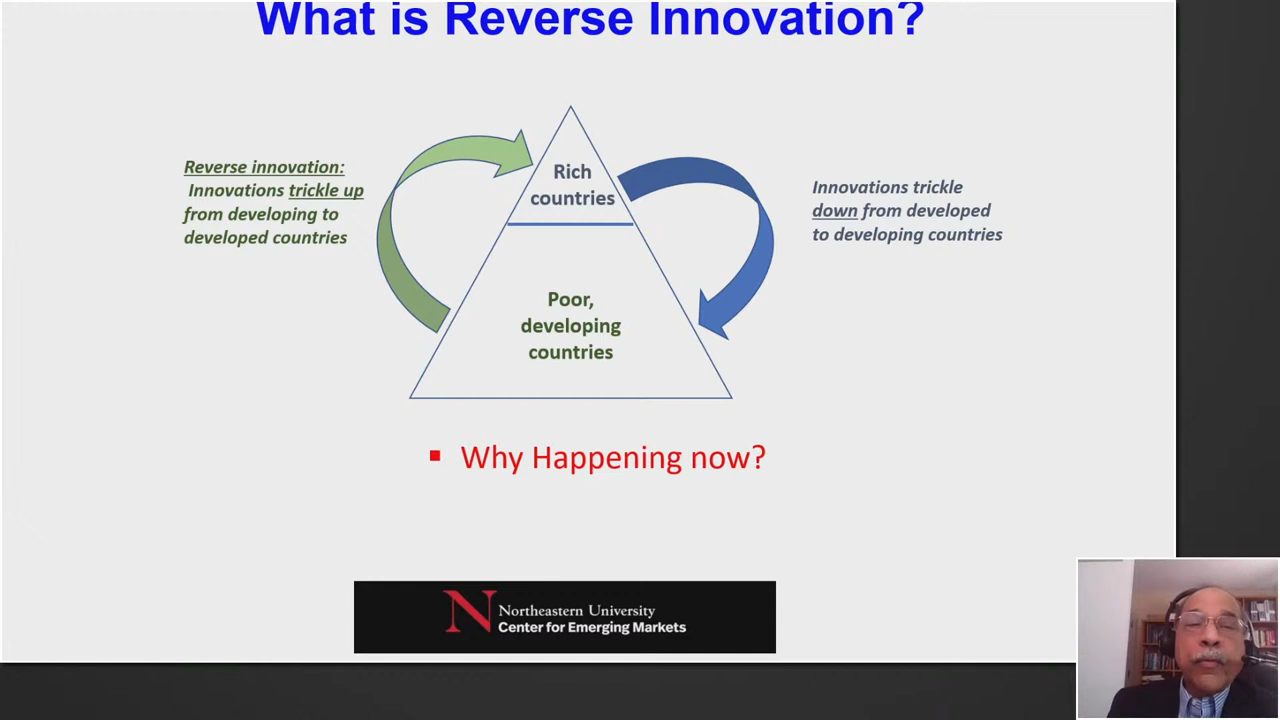 What is Reverse Innovation?
Reverse innovation:
Innovations trickle up
from developing to
developed countries
Rich
countries
Innovations trickle
down from developed
to developing countries
Poor,
developing
countries
▪ Why Happening now?
N Northeastern University
Center for Emerging Markets